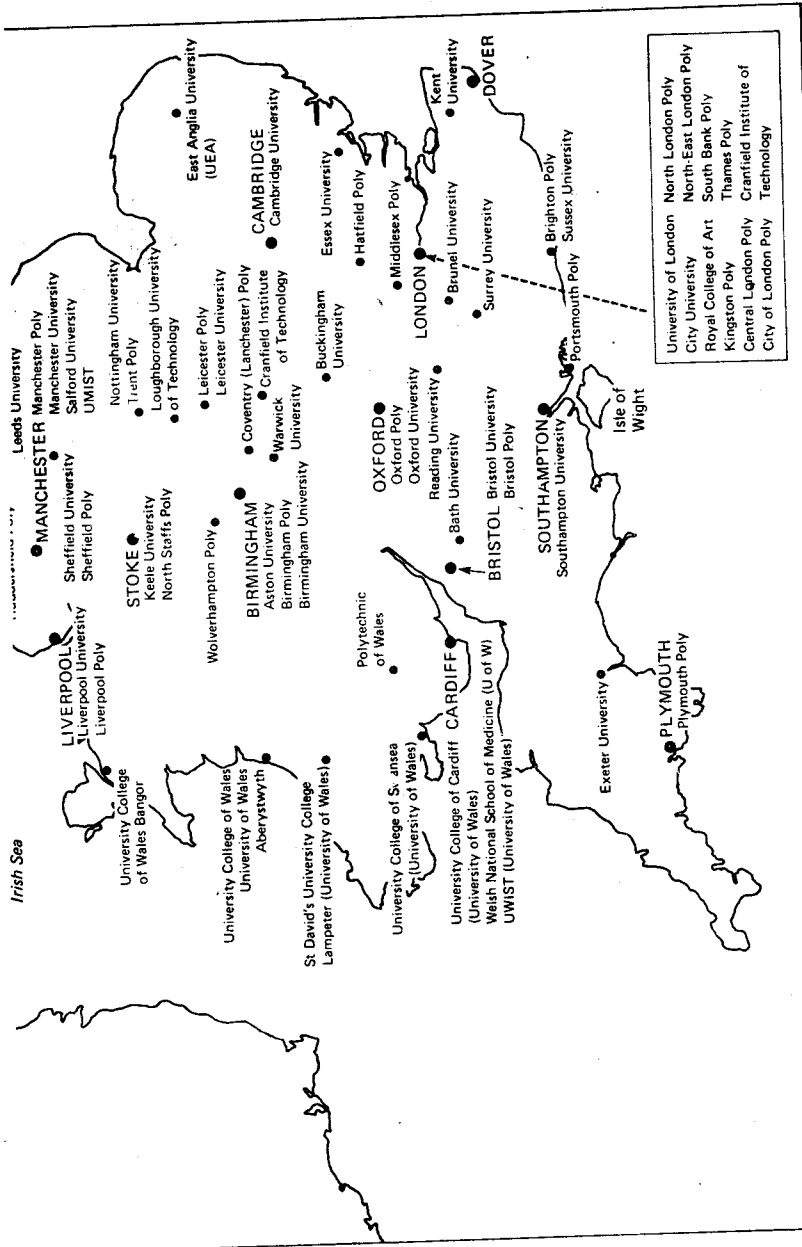 Irish Sea
Leeds University
MANCHESTER
Manchester Poly
Manchester University
Salford University
UMIST
Sheffield University
Sheffield Poly
LIVERPOOL
Liverpool University
Liverpool Poly
University College
of Wales Bangor
STOKE
Keele University
North Staffs Poly
Nottingham University
Trent Poly
Loughborough University
of Technology
East Anglia University
(UEA)
Leicester Poly
Leicester University
Wolverhampton Poly
BIRMINGHAM
Aston University
Birmingham Poly
Birmingham University
Coventry (Lanchester) Poly
Cranfield Institute
of Technology
Warwick
University
CAMBRIDGE
Cambridge University
University College of Wales
University of Wales
Aberystwyth
St David's University College
Lampeter (University of Wales)
Buckingham
University
Essex University
Hatfield Poly
Middlesex Poly
Polytechnic
of Wales
OXFORD
Oxford Poly
Oxford University
Reading University
LONDON
Brunel University
Surrey University
Kent
University
DOVER
University College of Swansea
(University of Wales)
CARDIFF
University College of Cardiff
(University of Wales)
Welsh National School of Medicine (U of W)
UWIST (University of Wales)
Bath University
BRISTOL
Bristol University
Bristol Poly
SOUTHAMPTON
Southampton University
Portsmouth Poly
Isle of
Wight
Brighton Poly
Sussex University
Exeter University
PLYMOUTH
Plymouth Poly
University of London
City University
Royal College of Art
Kingston Poly
Central London Poly
City of London Poly
North London Poly
North-East London Poly
South Bank Poly
Thames Poly
Cranfield Institute of
Technology